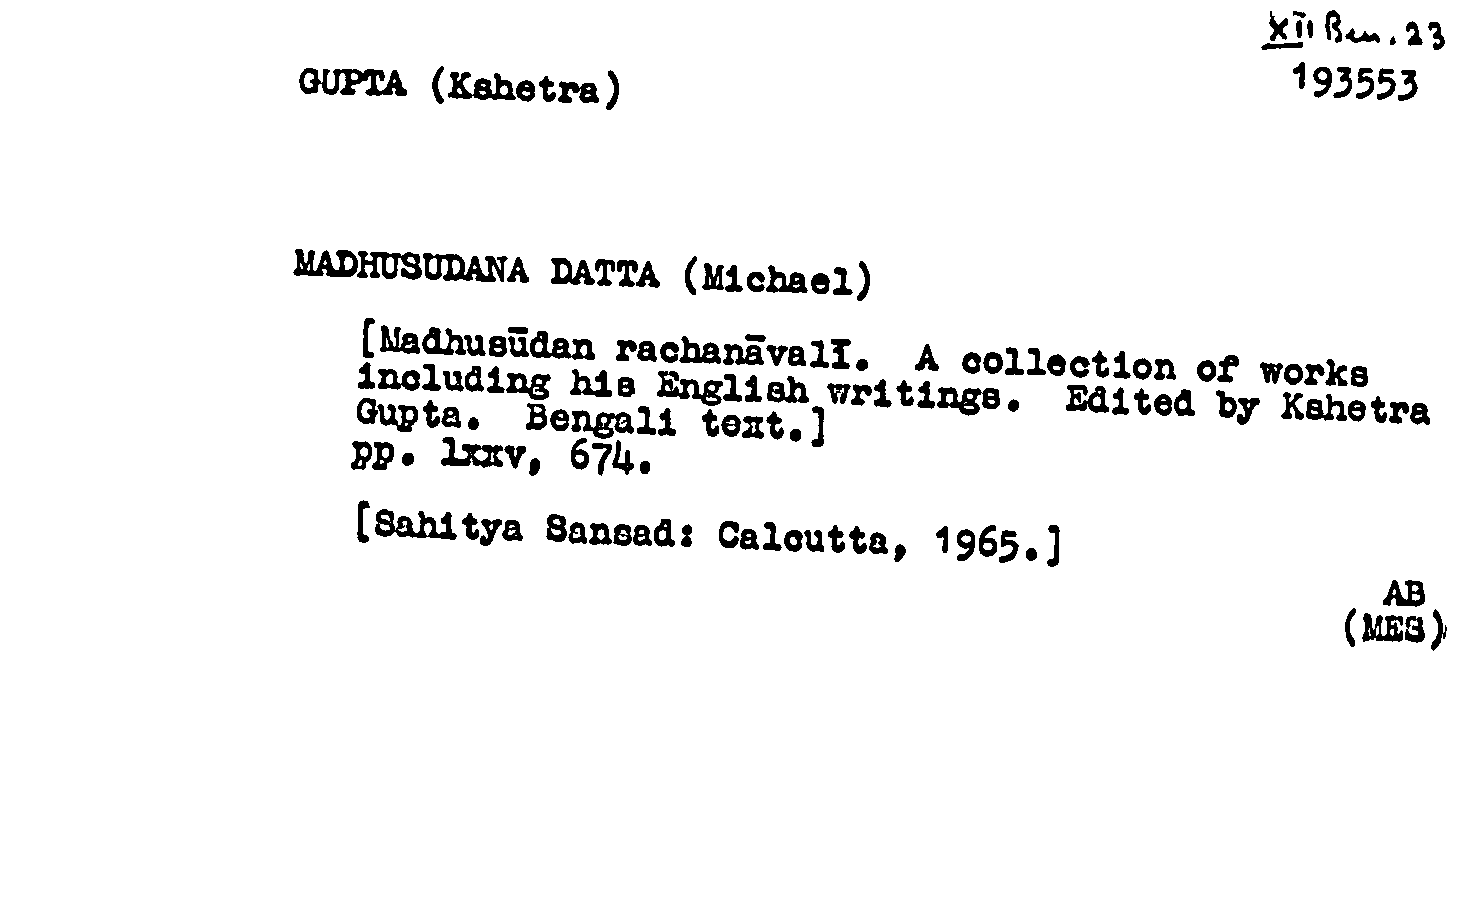 XII Ben. 23
GUPTA (Kshetra)
193553
MADHUSUDANA DATTA (Michael)
[Madhusūdan rachanāvalī. A collection of works
including his English writings. Edited by Kshetra
Gupta. Bengali text.]
pp. lxxv, 674.
[Sahitya Sansad: Calcutta, 1965.]
AB
(MES)